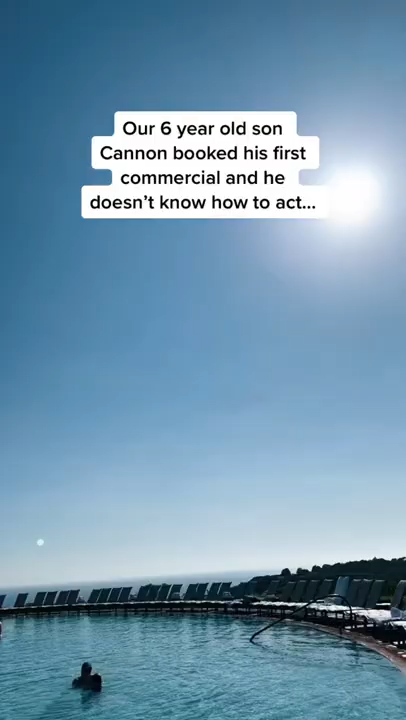 Our 6 year old son
Cannon booked his first
commercial and he
doesn’t know how to act...